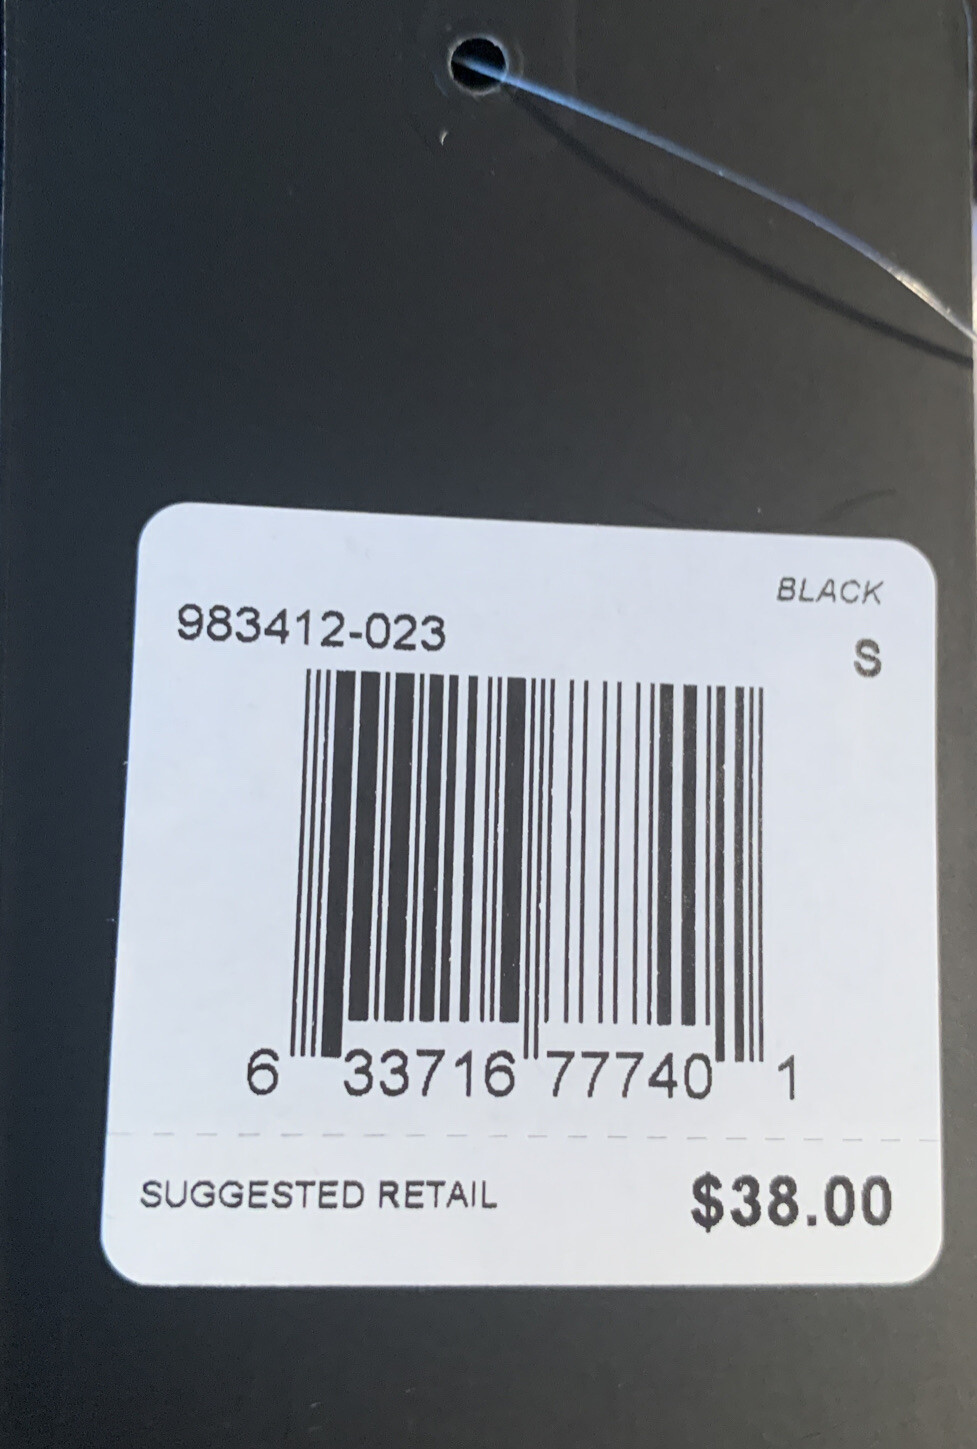 BLACK
983412-023
S
6 33716 77740 1
SUGGESTED RETAIL $38.00